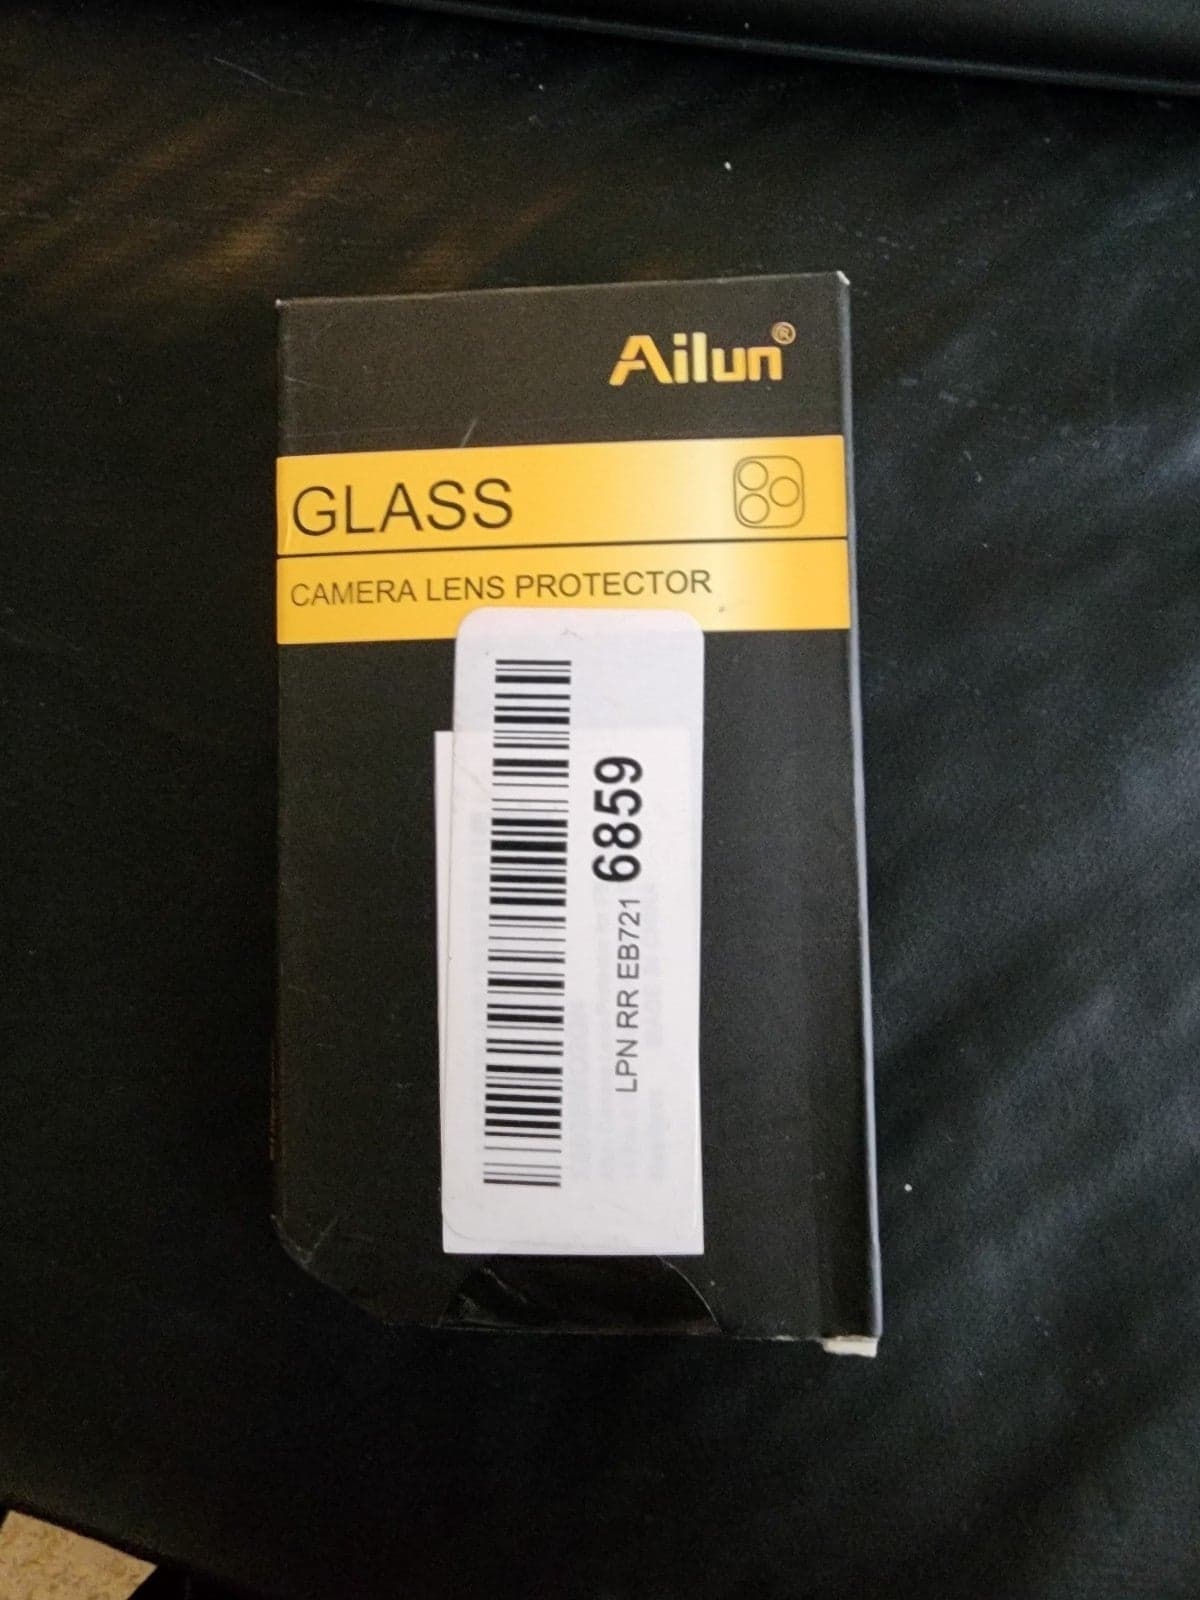 Ailun®
GLASS
CAMERA LENS PROTECTOR
LPN RR EB721 6859